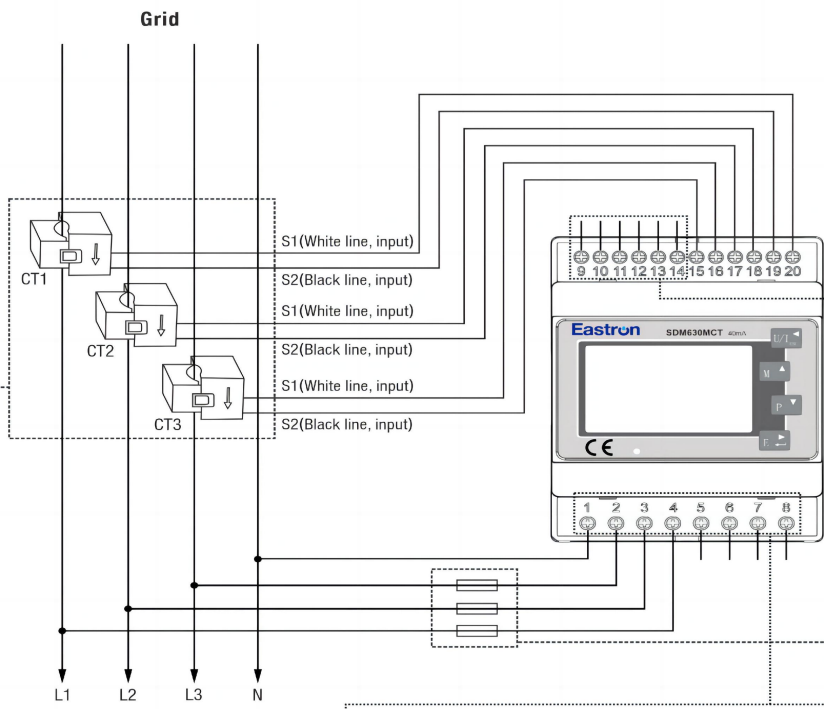 Grid
S1(White line, input)
S2(Black line, input)
CT1
S1(White line, input)
S2(Black line, input)
CT2
S1(White line, input)
S2(Black line, input)
CT3
9 10 11 12 13 14 15 16 17 18 19 20
Eastron SDM630MCT 40mA
U/I
M
P
E
CE
1 2 3 4 5 6 7 8
L1 L2 L3 N